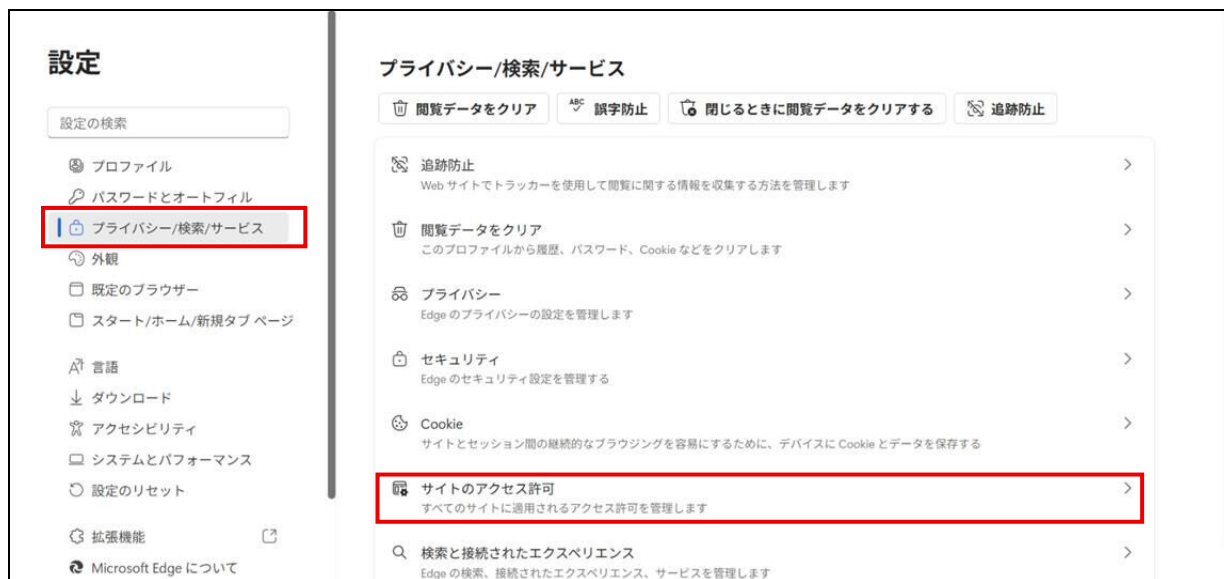 設定
設定の検索
プロファイル
パスワードとオートフィル
プライバシー/検索/サービス
外観
既定のブラウザー
スタート/ホーム/新規タブ ページ
言語
ダウンロード
アクセシビリティ
システムとパフォーマンス
設定のリセット
拡張機能
Microsoft Edge について
プライバシー/検索/サービス
閲覧データをクリア
ABC 誤字防止
閉じるときに閲覧データをクリアする
追跡防止
追跡防止
Web サイトでトラッカーを使用して閲覧に関する情報を収集する方法を管理します
閲覧データをクリア
このプロファイルから履歴、パスワード、Cookie などをクリアします
プライバシー
Edge のプライバシーの設定を管理します
セキュリティ
Edge のセキュリティ設定を管理する
Cookie
サイトとセッション間の継続的なブラウジングを容易にするために、デバイスに Cookie とデータを保存する
サイトのアクセス許可
すべてのサイトに適用されるアクセス許可を管理します
検索と接続されたエクスペリエンス
Edge の検索、接続されたエクスペリエンス、サービスを管理します